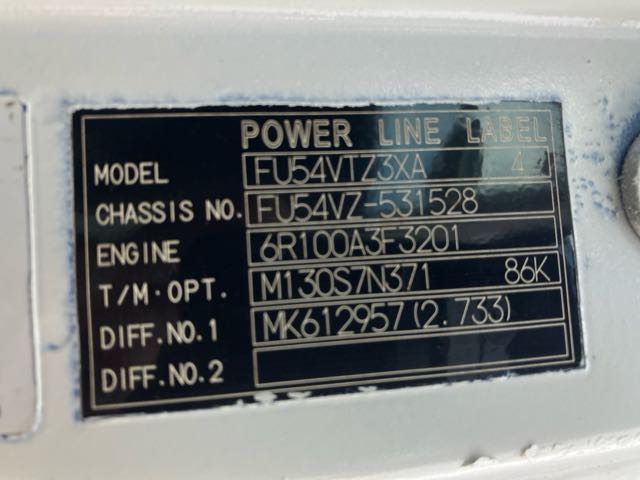 POWER LINE LABEL
MODEL FU54VTZ3XA 4
CHASSIS NO. FU54VZ-531528
ENGINE 6R100A3F3201
T/M·OPT. M130S7N371 86K
DIFF.NO.1 MK612957(2.733)
DIFF.NO.2